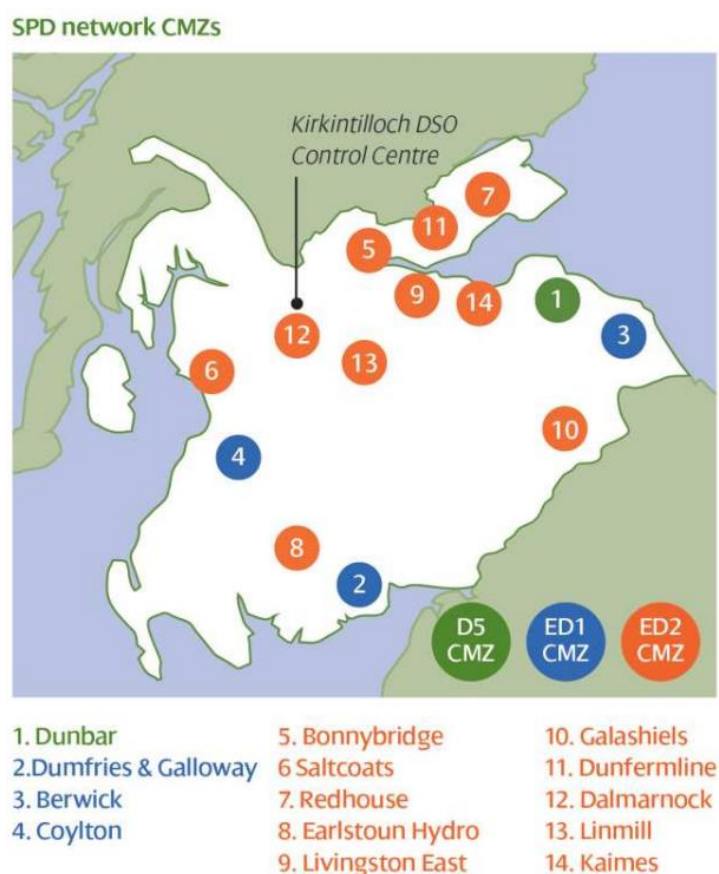 SPD network CMZs
Kirkintilloch DSO
Control Centre
7
11
5
9
14
1
12
3
13
6
10
4
8
2
D5
CMZ
ED1
CMZ
ED2
CMZ
1. Dunbar
2.Dumfries & Galloway
3. Berwick
4. Coylton
5. Bonnybridge
6 Saltcoats
7. Redhouse
8. Earlstoun Hydro
9. Livingston East
10. Galashiels
11. Dunfermline
12. Dalmarnock
13. Linmill
14. Kaimes